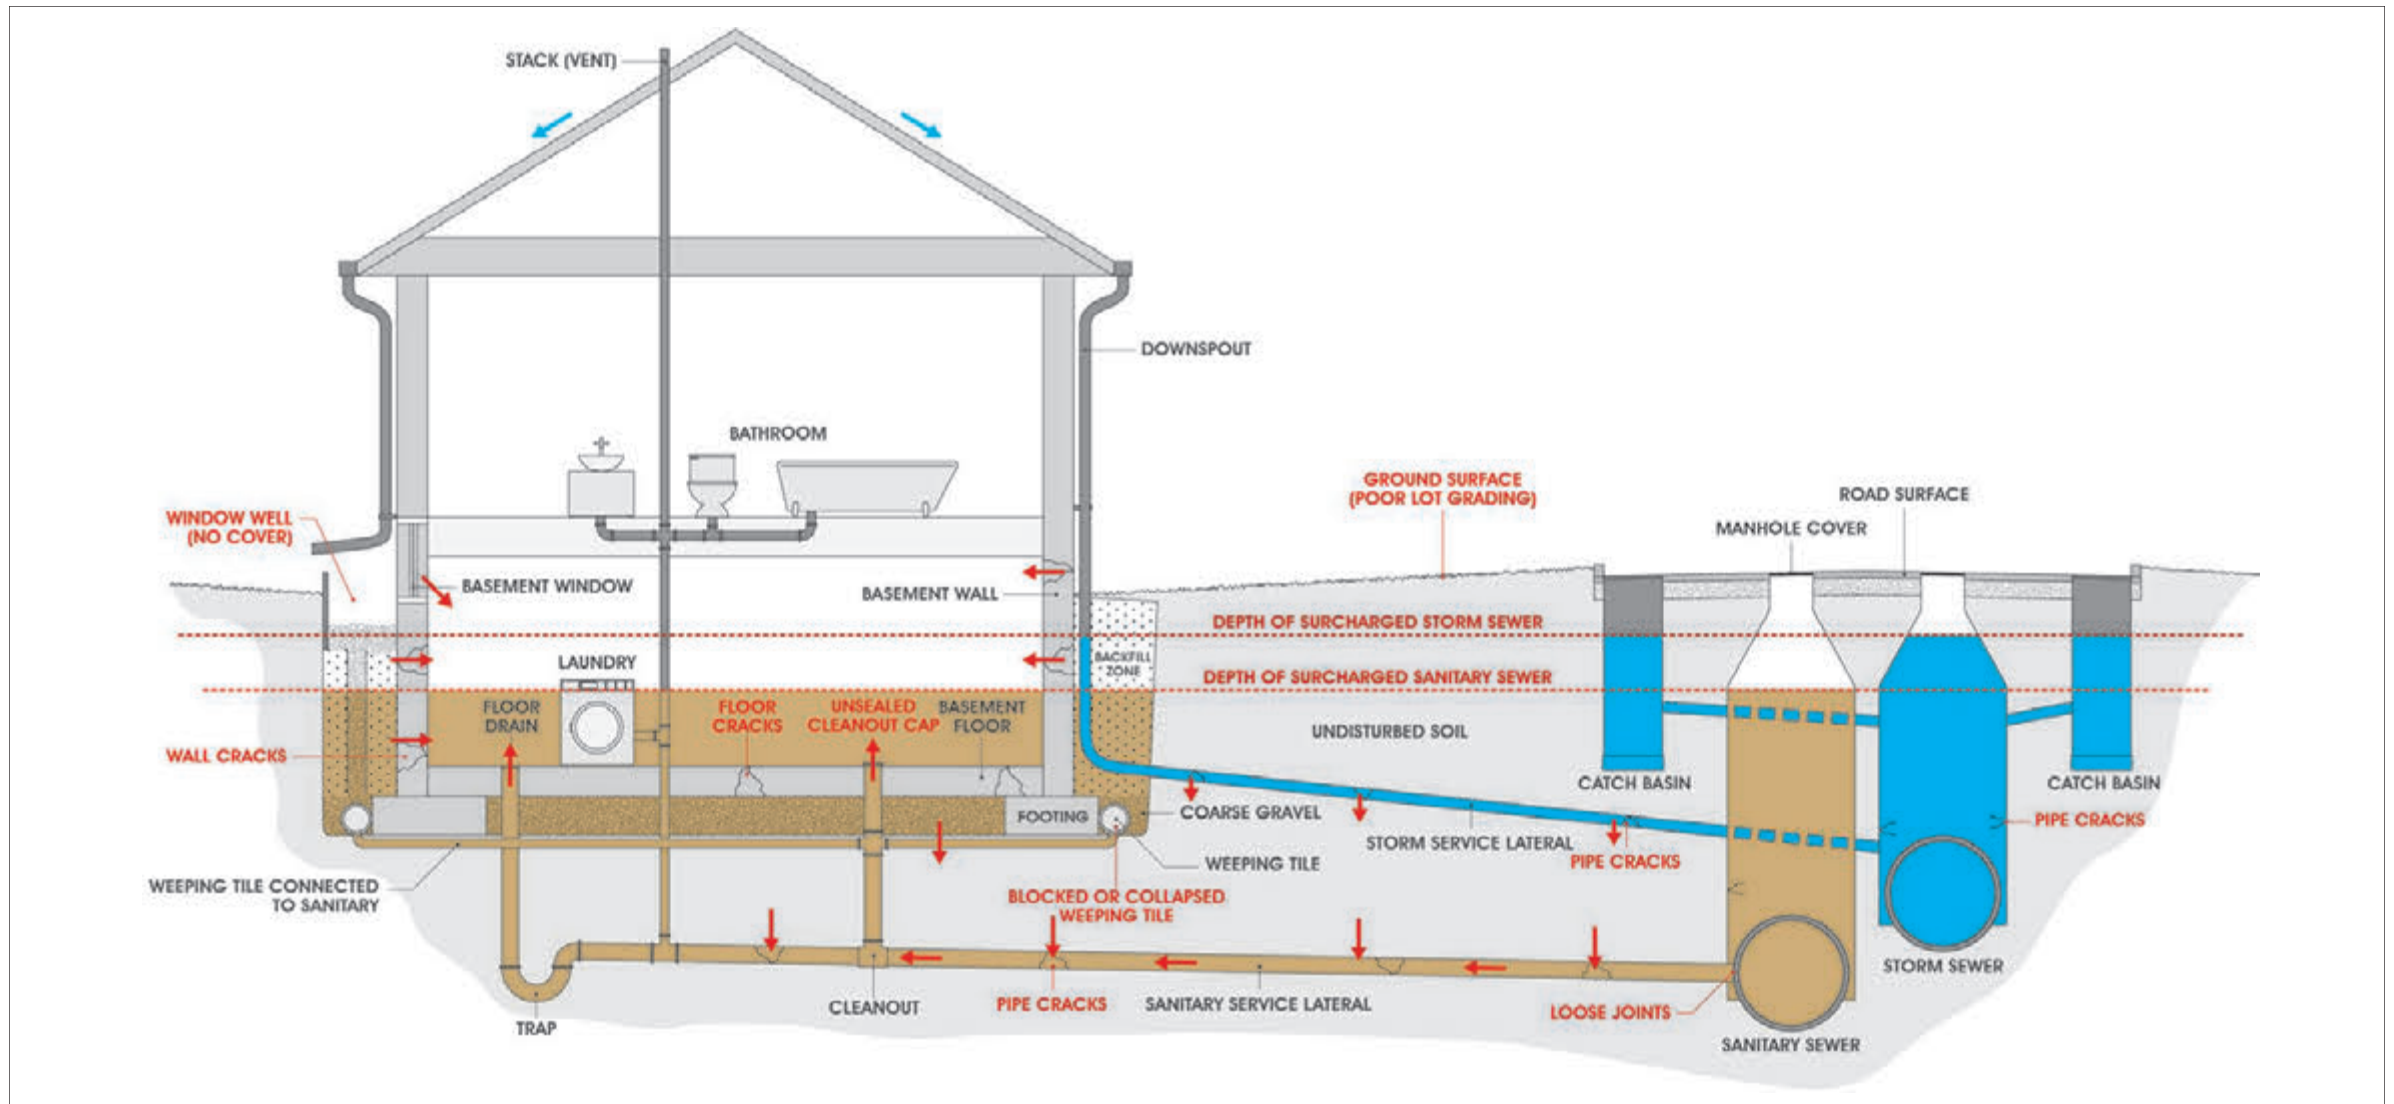 STACK (VENT)
DOWNSPOUT
BATHROOM
WINDOW WELL
(NO COVER)
GROUND SURFACE
(POOR LOT GRADING)
ROAD SURFACE
MANHOLE COVER
BASEMENT WINDOW
BASEMENT WALL
DEPTH OF SURCHARGED STORM SEWER
LAUNDRY
BACKFILL
ZONE
DEPTH OF SURCHARGED SANITARY SEWER
FLOOR
DRAIN
FLOOR
CRACKS
UNSEALED
CLEANOUT CAP
BASEMENT
FLOOR
UNDISTURBED SOIL
WALL CRACKS
CATCH BASIN
CATCH BASIN
FOOTING
COARSE GRAVEL
PIPE CRACKS
STORM SERVICE LATERAL
PIPE CRACKS
WEEPING TILE
WEEPING TILE CONNECTED
TO SANITARY
BLOCKED OR COLLAPSED
WEEPING TILE
STORM SEWER
CLEANOUT
PIPE CRACKS
SANITARY SERVICE LATERAL
LOOSE JOINTS
TRAP
SANITARY SEWER